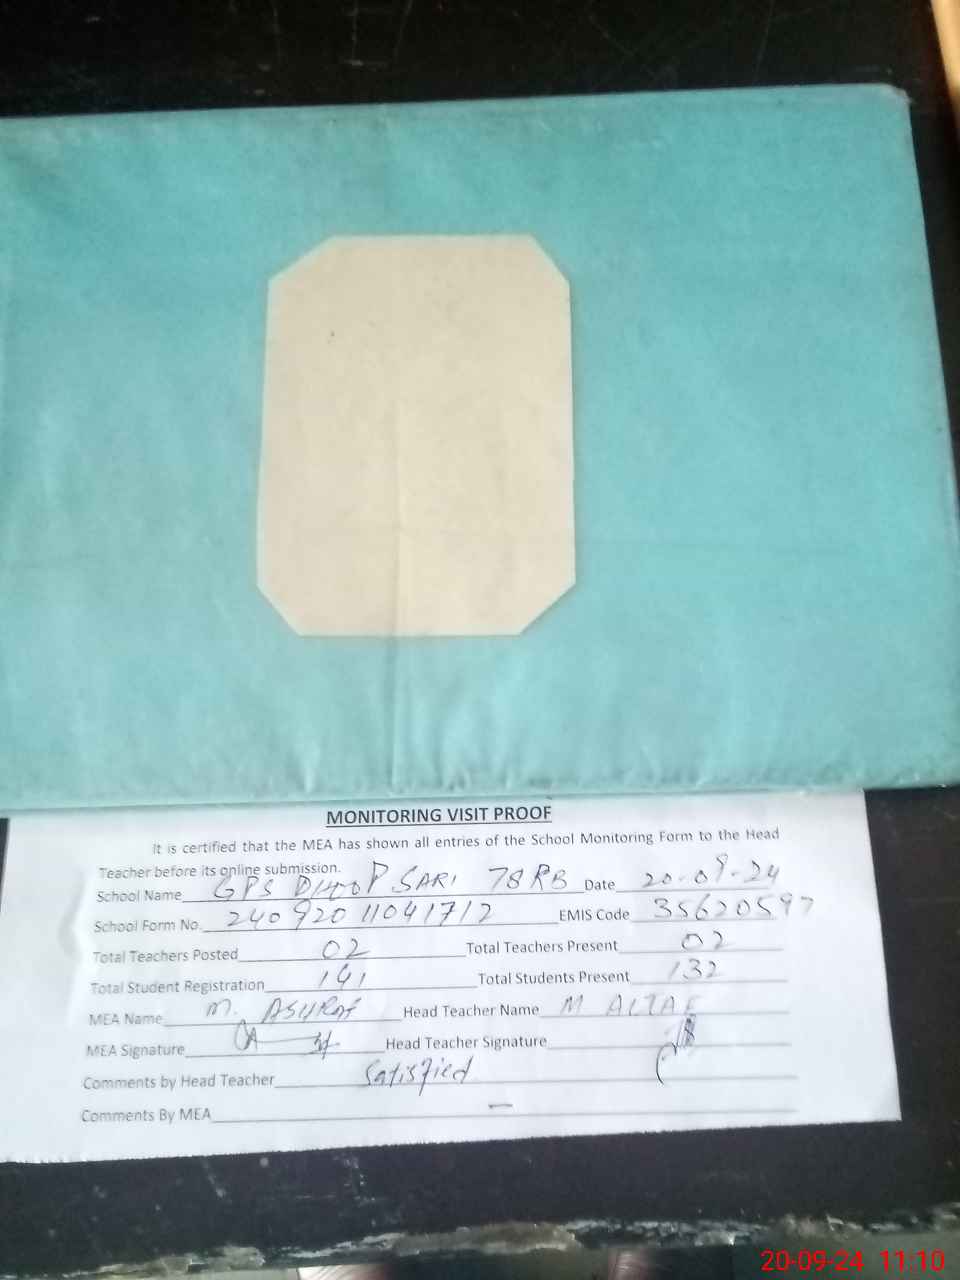 MONITORING VISIT PROOF
It is certified that the MEA has shown all entries of the School Monitoring Form to the Head
Teacher before its online submission.
School Name GPS DHOOP SARI 78 RB Date 20-09-24
School Form No. 240920 11041712 EMIS Code 35620597
Total Teachers Posted 02 Total Teachers Present 02
Total Student Registration 141 Total Students Present 132
MEA Name M. ASHRAF Head Teacher Name M ALTAF
MEA Signature Head Teacher Signature
Comments by Head Teacher Satisfied
Comments By MEA —
20-09-24 11:10